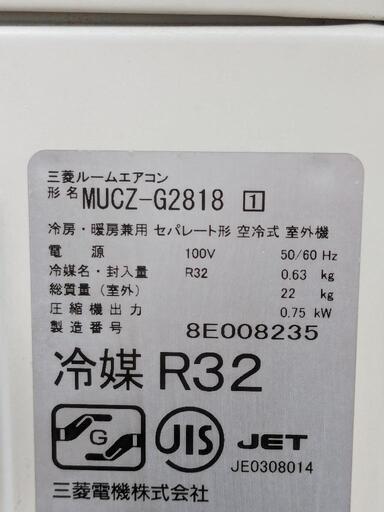 三菱ルームエアコン
形名 MUCZ-G2818 1
冷房・暖房兼用 セパレート形 空冷式 室外機
電源 100V 50/60 Hz
冷媒名・封入量 R32 0.63 kg
総質量(室外) 22 kg
圧縮機出力 0.75 kW
製造番号 8E008235
冷媒 R32
G JIS JET
JE0308014
三菱電機株式会社